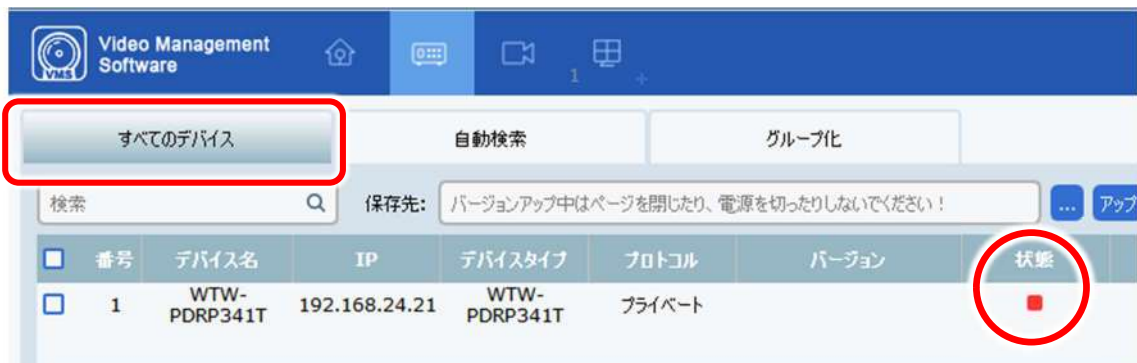 Video Management
Software
VMS
1
+
すべてのデバイス
自動検索
グループ化
検索
保存先:
バージョンアップ中はページを閉じたり、電源を切ったりしないでください！
...
アップ
番号 デバイス名 IP デバイスタイプ プロトコル バージョン 状態
1 WTW-PDRP341T 192.168.24.21 WTW-PDRP341T プライベート